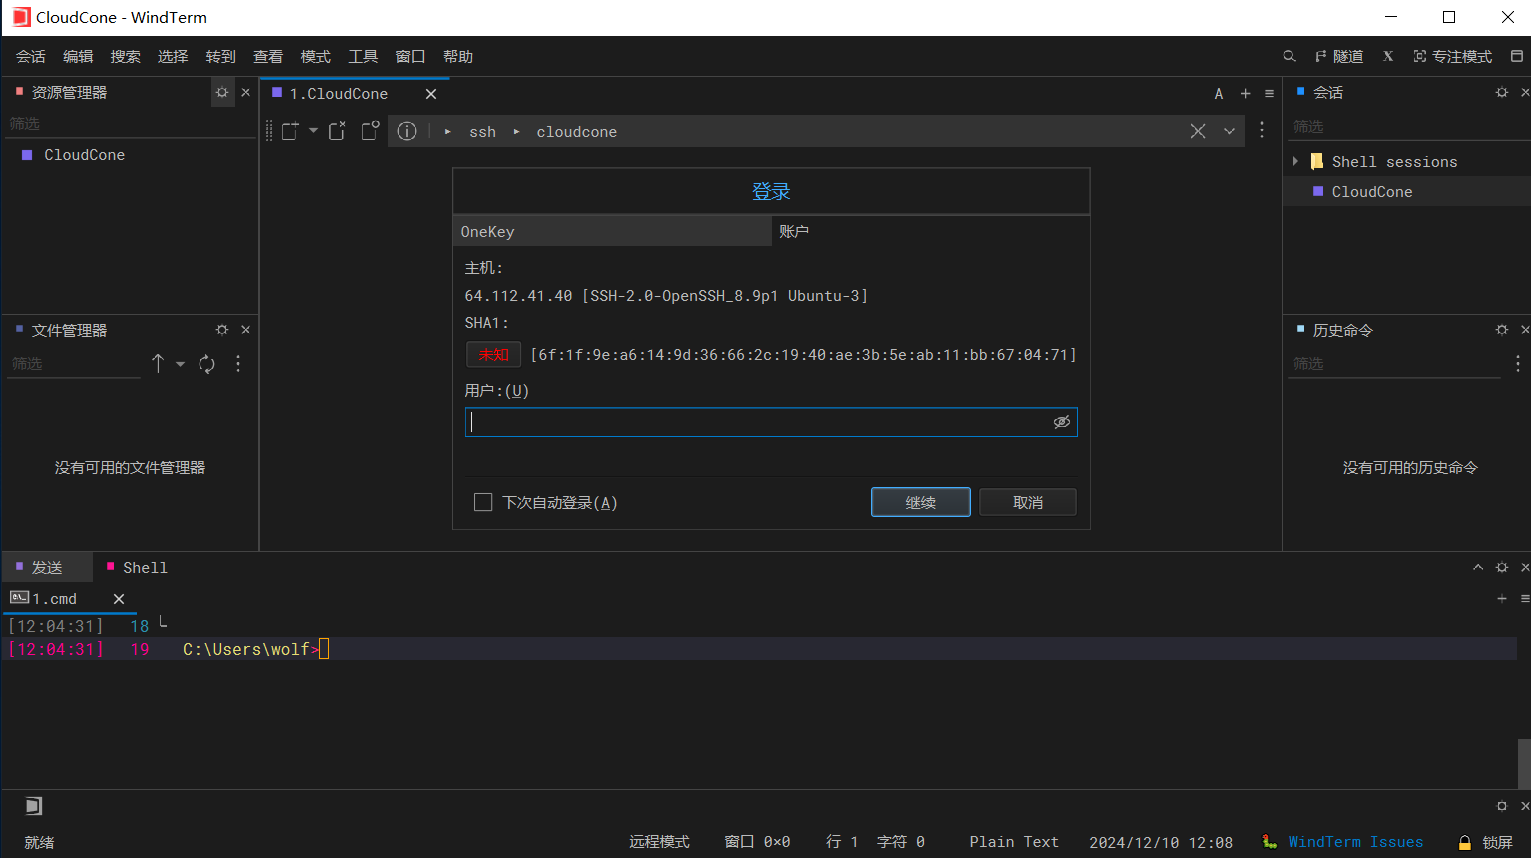 CloudCone - WindTerm
会话 编辑 搜索 选择 转到 查看 模式 工具 窗口 帮助 隧道 X 专注模式
资源管理器
筛选
CloudCone
文件管理器
筛选
没有可用的文件管理器
1.CloudCone A
ssh cloudcone
登录
OneKey 账户
主机:
64.112.41.40 [SSH-2.0-OpenSSH_8.9p1 Ubuntu-3]
SHA1:
未知 [6f:1f:9e:a6:14:9d:36:66:2c:19:40:ae:3b:5e:ab:11:bb:67:04:71]
用户:(U)
下次自动登录(A) 继续 取消
会话
筛选
Shell sessions
CloudCone
历史命令
筛选
没有可用的历史命令
发送 Shell
1.cmd
[12:04:31] 18
[12:04:31] 19 C:\Users\wolf>
就绪 远程模式 窗口 0×0 行 1 字符 0 Plain Text 2024/12/10 12:08 WindTerm Issues 锁屏